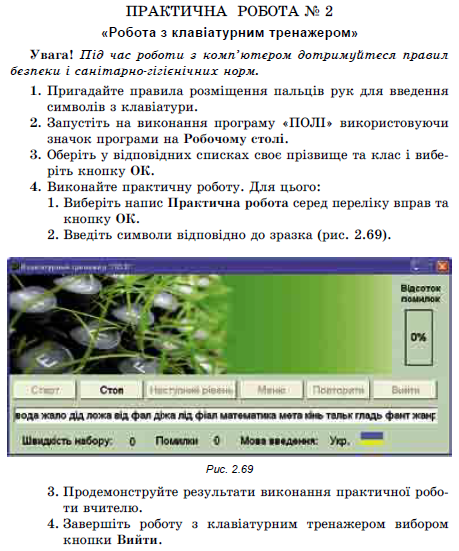 ПРАКТИЧНА РОБОТА № 2
«Робота з клавіатурним тренажером»
Увага! Під час роботи з комп'ютером дотримуйтеся правил
безпеки і санітарно-гігієнічних норм.
1. Пригадайте правила розміщення пальців рук для введення
символів з клавіатури.
2. Запустіть на виконання програму «ПОЛІ» використовуючи
значок програми на Робочому столі.
3. Оберіть у відповідних списках своє прізвище та клас і вибе-
ріть кнопку ОК.
4. Виконайте практичну роботу. Для цього:
1. Виберіть напис Практична робота серед переліку вправ та
кнопку ОК.
2. Введіть символи відповідно до зразка (рис. 2.69).
Клавіатурний тренажер "ПОЛІ"
Відсоток
помилок
0%
Старт Стоп Наступний рівень Меню Повторити Вийти
вода жало дід ложа від фал діжа лід фіал математика мета кінь тальк гладь фант жанр
Швидкість набору: 0 Помилки 0 Мова введення: Укр.
Рис. 2.69
3. Продемонструйте результати виконання практичної робо-
ти вчителю.
4. Завершіть роботу з клавіатурним тренажером вибором
кнопки Вийти.